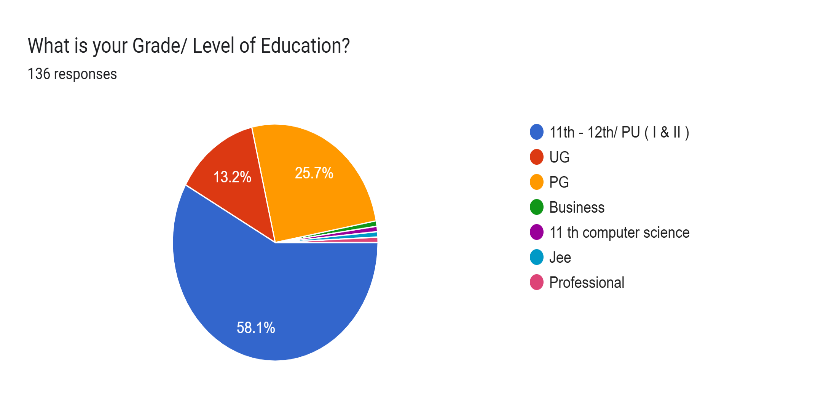 What is your Grade/ Level of Education?
136 responses
11th - 12th/ PU ( I & II )
UG
PG
Business
11 th computer science
Jee
Professional
13.2%
25.7%
58.1%